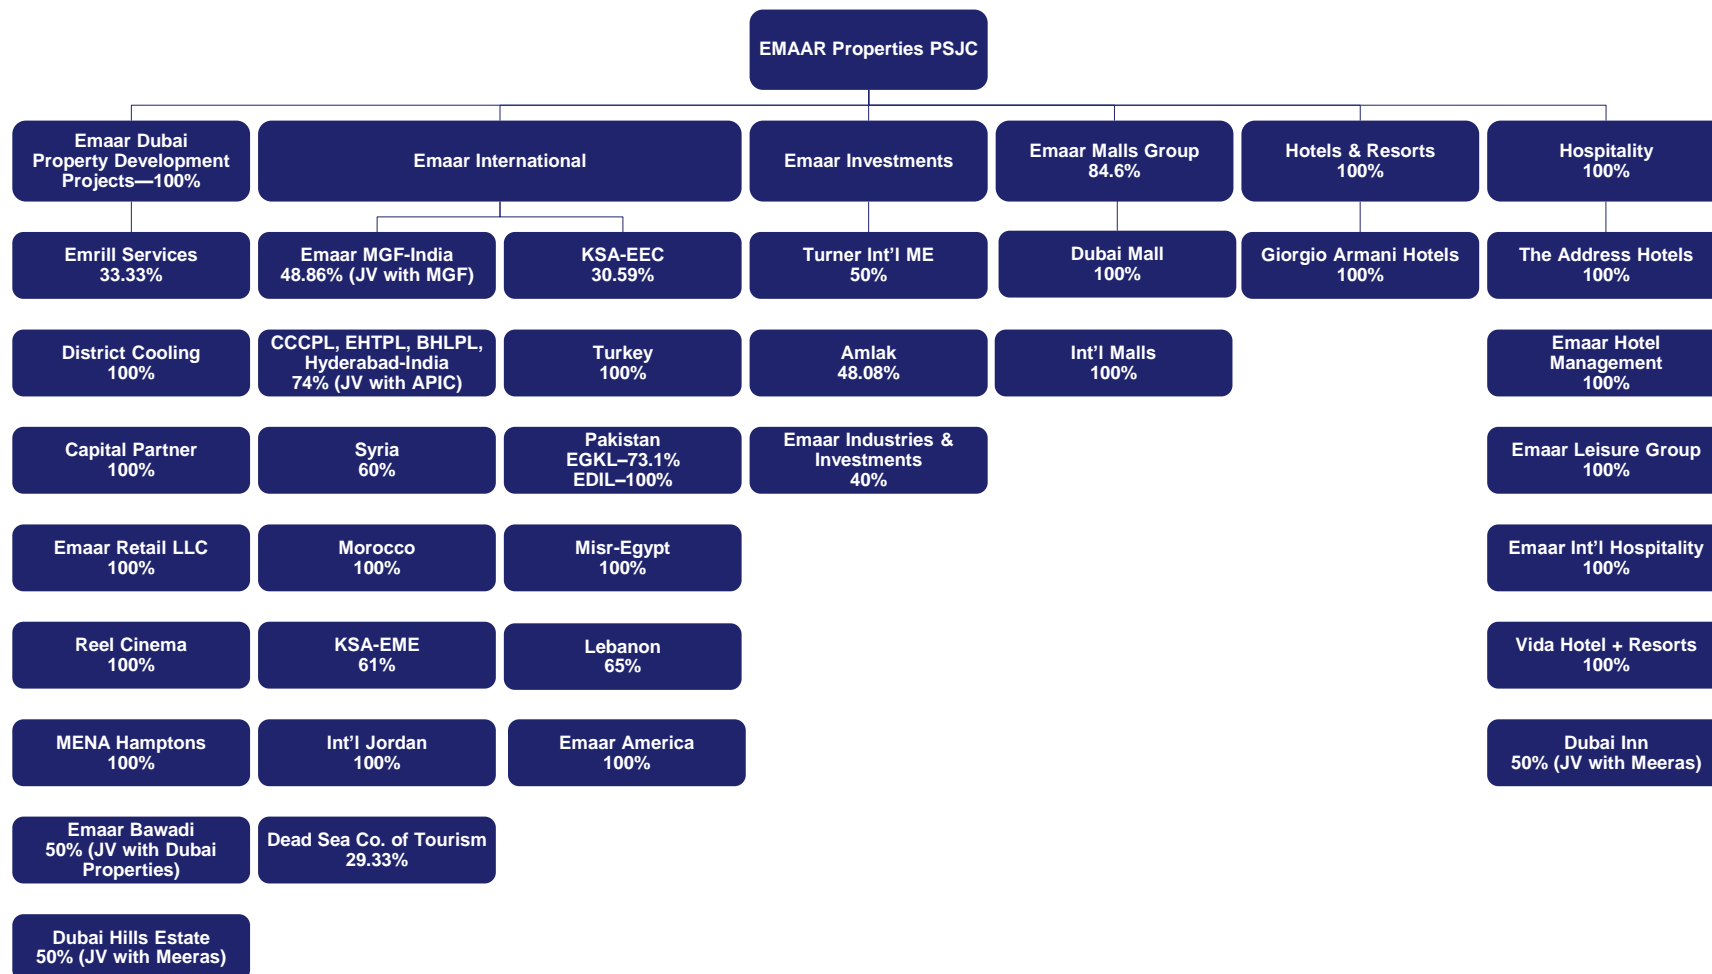 EMAAR Properties PSJC
Emaar Dubai
Property Development
Projects—100%
Emaar International
Emaar Investments
Emaar Malls Group
84.6%
Hotels & Resorts
100%
Hospitality
100%
Emrill Services
33.33%
Emaar MGF-India
48.86% (JV with MGF)
KSA-EEC
30.59%
Turner Int’l ME
50%
Dubai Mall
100%
Giorgio Armani Hotels
100%
The Address Hotels
100%
District Cooling
100%
CCCPL, EHTPL, BHLPL,
Hyderabad-India
74% (JV with APIC)
Turkey
100%
Amlak
48.08%
Int’l Malls
100%
Emaar Hotel
Management
100%
Capital Partner
100%
Syria
60%
Pakistan
EGKL–73.1%
EDIL–100%
Emaar Industries &
Investments
40%
Emaar Leisure Group
100%
Emaar Retail LLC
100%
Morocco
100%
Misr-Egypt
100%
Emaar Int’l Hospitality
100%
Reel Cinema
100%
KSA-EME
61%
Lebanon
65%
Vida Hotel + Resorts
100%
MENA Hamptons
100%
Int’l Jordan
100%
Emaar America
100%
Dubai Inn
50% (JV with Meeras)
Emaar Bawadi
50% (JV with Dubai
Properties)
Dead Sea Co. of Tourism
29.33%
Dubai Hills Estate
50% (JV with Meeras)